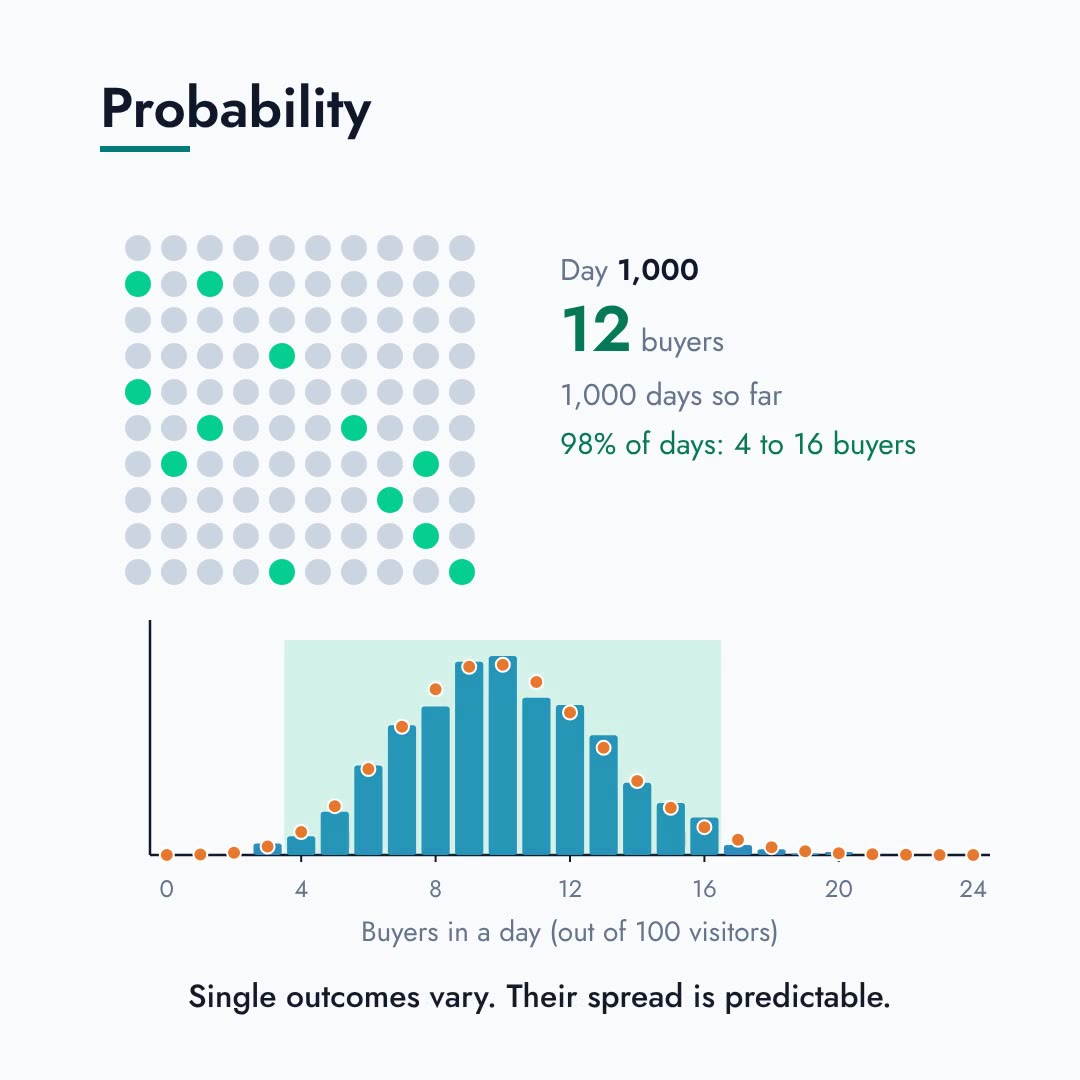 Probability
Day 1,000
12 buyers
1,000 days so far
98% of days: 4 to 16 buyers
0 4 8 12 16 20 24
Buyers in a day (out of 100 visitors)
Single outcomes vary. Their spread is predictable.